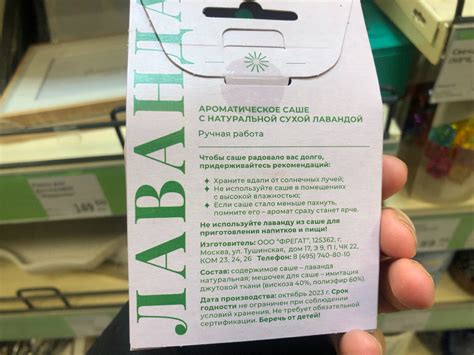 ЛАВАНДА
АРОМАТИЧЕСКОЕ САШЕ
С НАТУРАЛЬНОЙ СУХОЙ ЛАВАНДОЙ
Ручная работа
Чтобы саше радовало вас долго,
придерживайтесь рекомендаций:
Храните вдали от солнечных лучей;
Не используйте саше в помещениях
с высокой влажностью;
Если саше стало меньше пахнуть,
помните его – аромат сразу станет ярче.
Не используйте лаванду из саше для
приготовления напитков и пищи!
Изготовитель: ООО "ФРЕГАТ", 125362, г.
Москва, ул. Тушинская, дом 17, Э 9, П I, ЧК 22,
КОМ 23, 24, 26 Телефон: 8 (495) 740-80-10
Состав: содержимое саше – лаванда
натуральная; мешочек для саше – имитация
джутовой ткани (вискоза 40%, полиэфир 60%).
Дата производства: октябрь 2023 г. Срок
годности не ограничен при соблюдении
условий хранения. Не требует обязательной
сертификации. Беречь от детей!